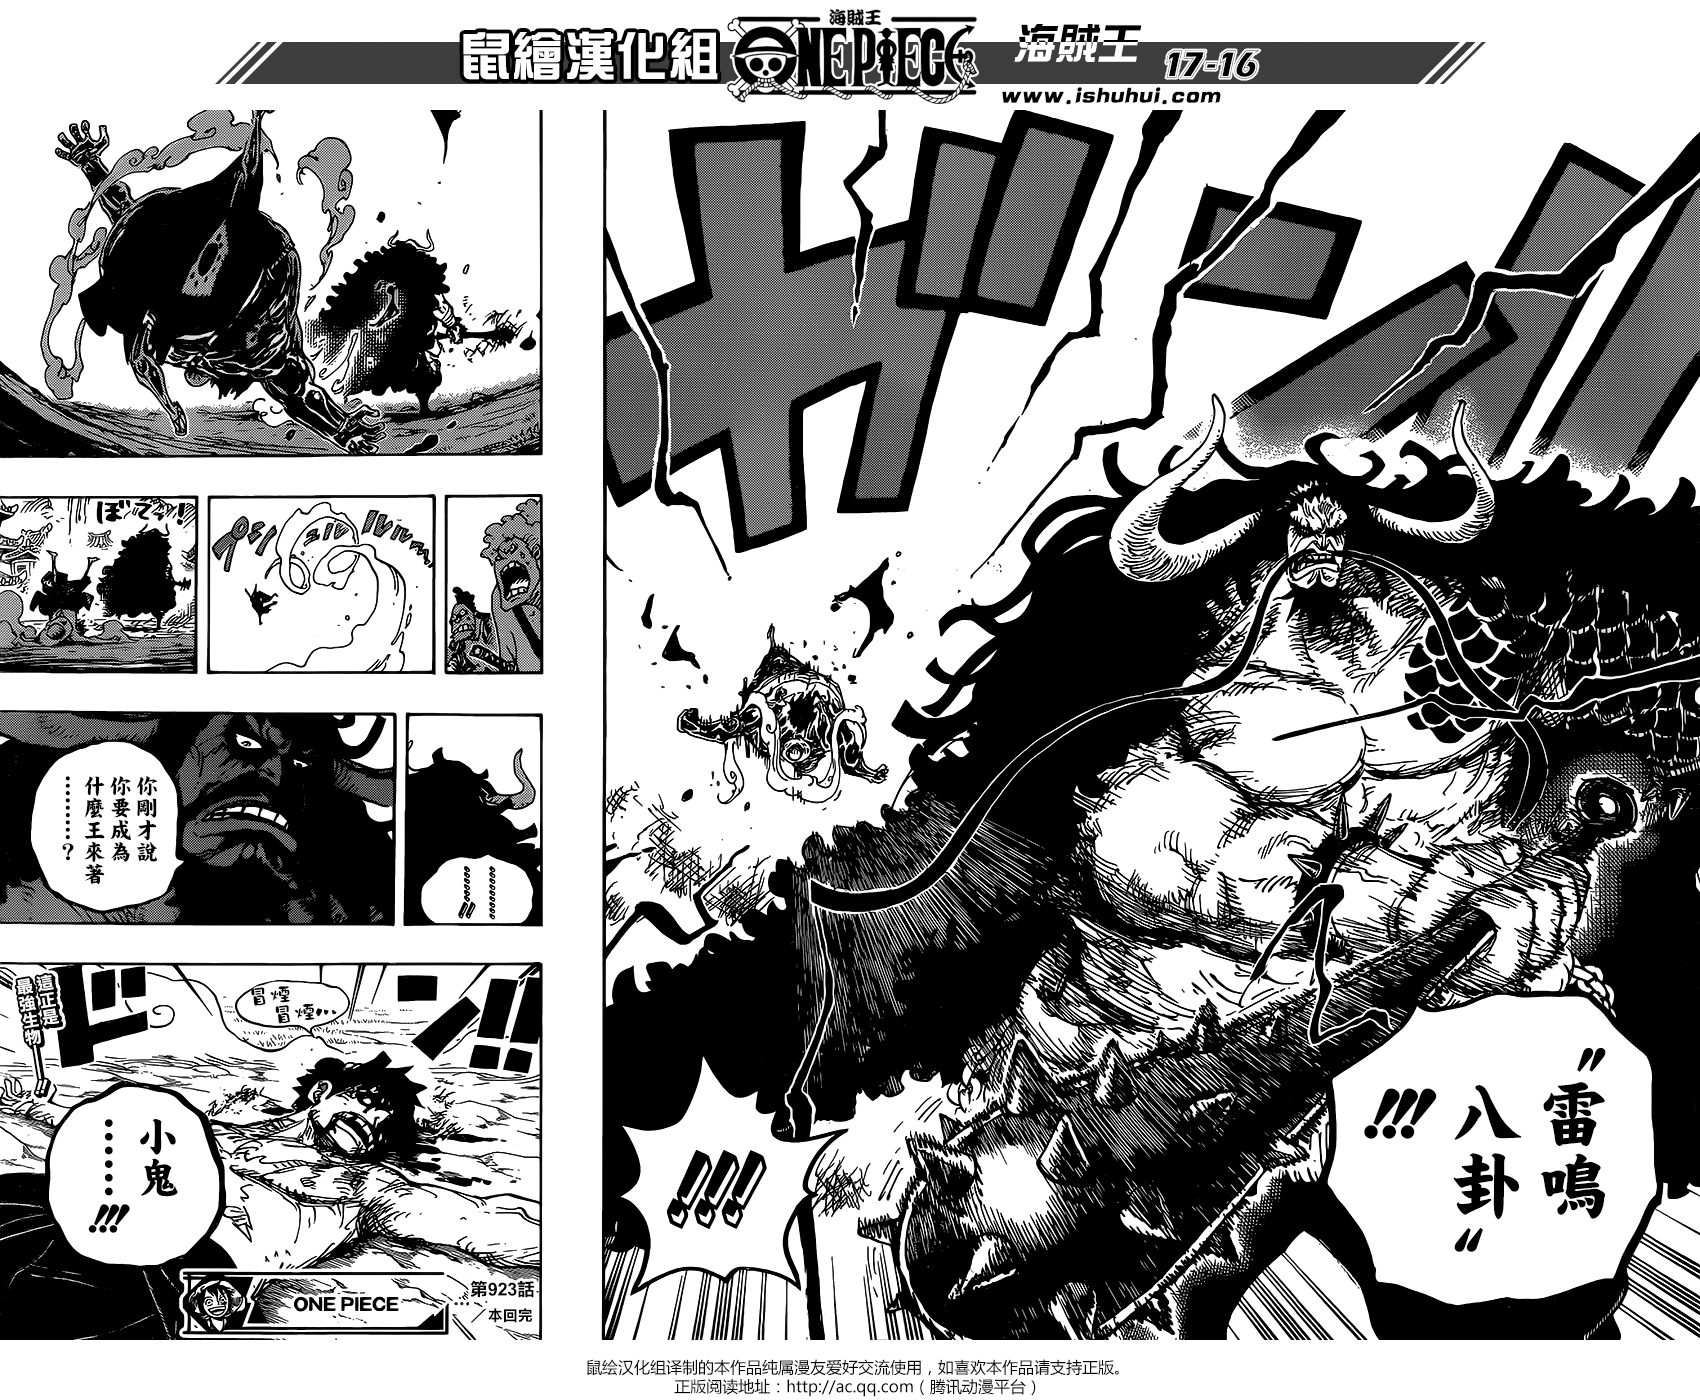 鼠繪漢化組
海賊王
ONE PIECE
海賊王
17-16
www.ishuhui.com
〝雷鳴
八卦〞
!!!
!!!!
ぼ
你剛才說
你要成為
什麼王來著
………？
………
!!
冒煙
冒煙…
ド
!!
這正是
最強生物
小鬼
……!!!
ONE PIECE
…第923話
／本回完
鼠绘汉化组译制的本作品纯属漫友爱好交流使用，如喜欢本作品请支持正版。
正版阅读地址：http://ac.qq.com（腾讯动漫平台）